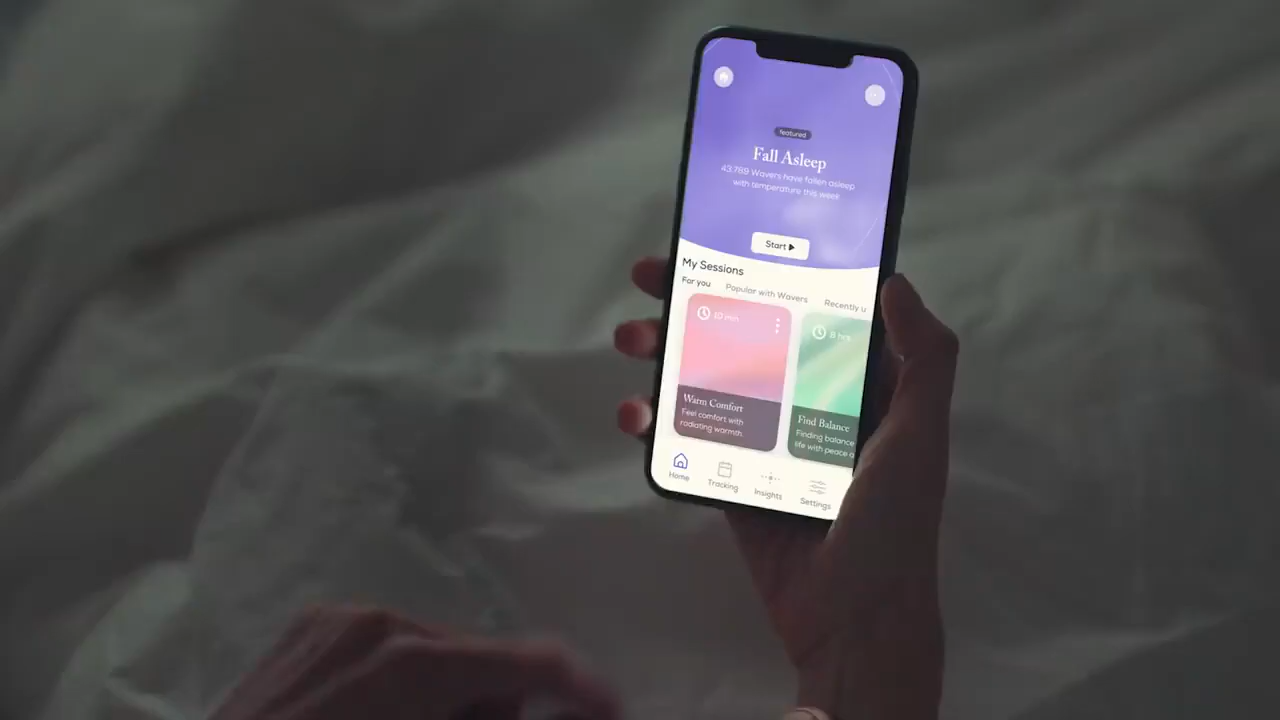 featured
Fall Asleep
43,789 Wavers have fallen asleep
with temperature this week
Start
My Sessions
For you Popular with Wavers Recently u
10 min
8 hrs
Warm Comfort
Feel comfort with
radiating warmth
Find Balance
Finding balance
life with peace a
Home Tracking Insights Settings